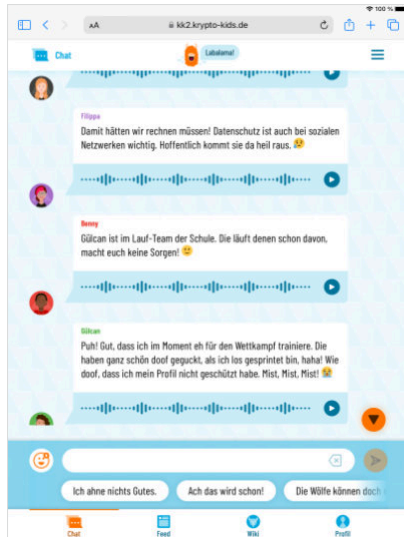 100 %
AA
kk2.krypto-kids.de
Chat
Labalama!
Filippa
Damit hätten wir rechnen müssen! Datenschutz ist auch bei sozialen
Netzwerken wichtig. Hoffentlich kommt sie da heil raus. 😢
Benny
Gülcan ist im Lauf-Team der Schule. Die läuft denen schon davon,
macht euch keine Sorgen! 🙂
Gülcan
Puh! Gut, dass ich im Moment eh für den Wettkampf trainiere. Die
haben ganz schön doof geguckt, als ich los gesprintet bin, haha! Wie
doof, dass ich mein Profil nicht geschützt habe. Mist, Mist, Mist! 😭
Ich ahne nichts Gutes.
Ach das wird schon!
Die Wölfe können doch
Chat
Feed
Wiki
Profil